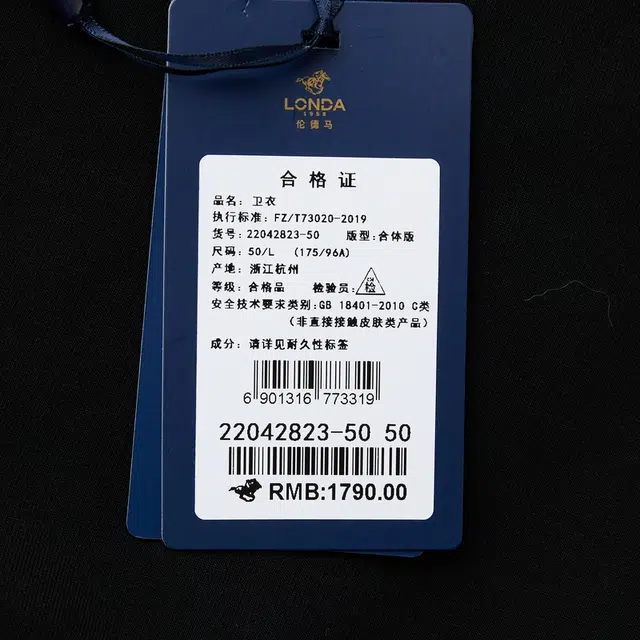 LONDA
1958
伦德马
合格证
品名: 卫衣
执行标准: FZ/T73020-2019
货号: 22042823-50 版型:合体版
尺码: 50/L (175/96A)
产地: 浙江杭州
等级: 合格品 检验员: 检
安全技术要求类别:GB 18401-2010 C类
(非直接接触皮肤类产品)
成分: 请详见耐久性标签
6 901316 773319
22042823-50 50
RMB:1790.00